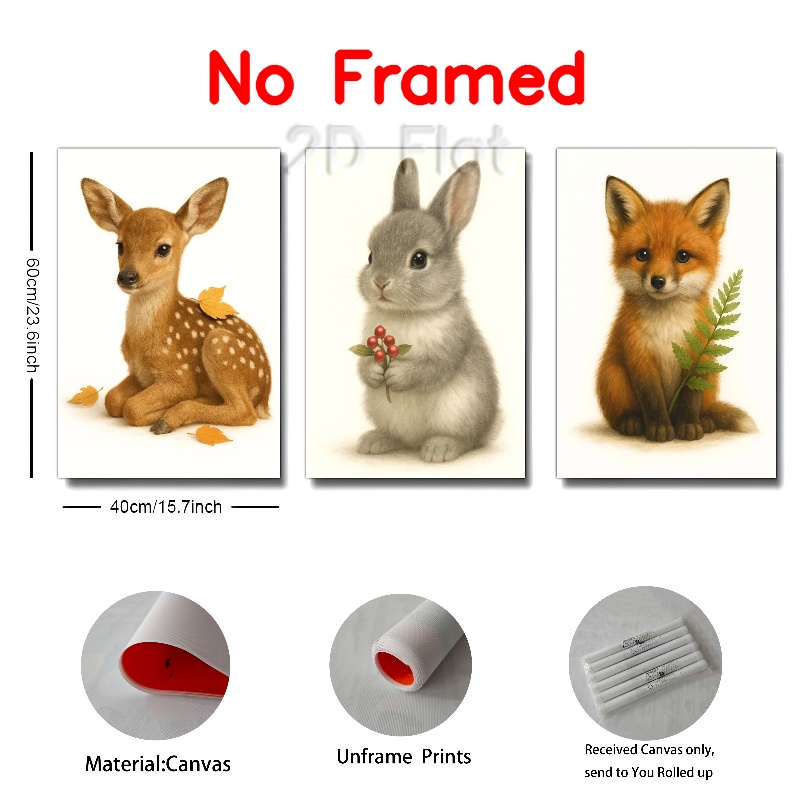 No Framed
2D Flat
60cm/23.6inch
40cm/15.7inch
Material:Canvas
Unframe Prints
Received Canvas only,
send to You Rolled up